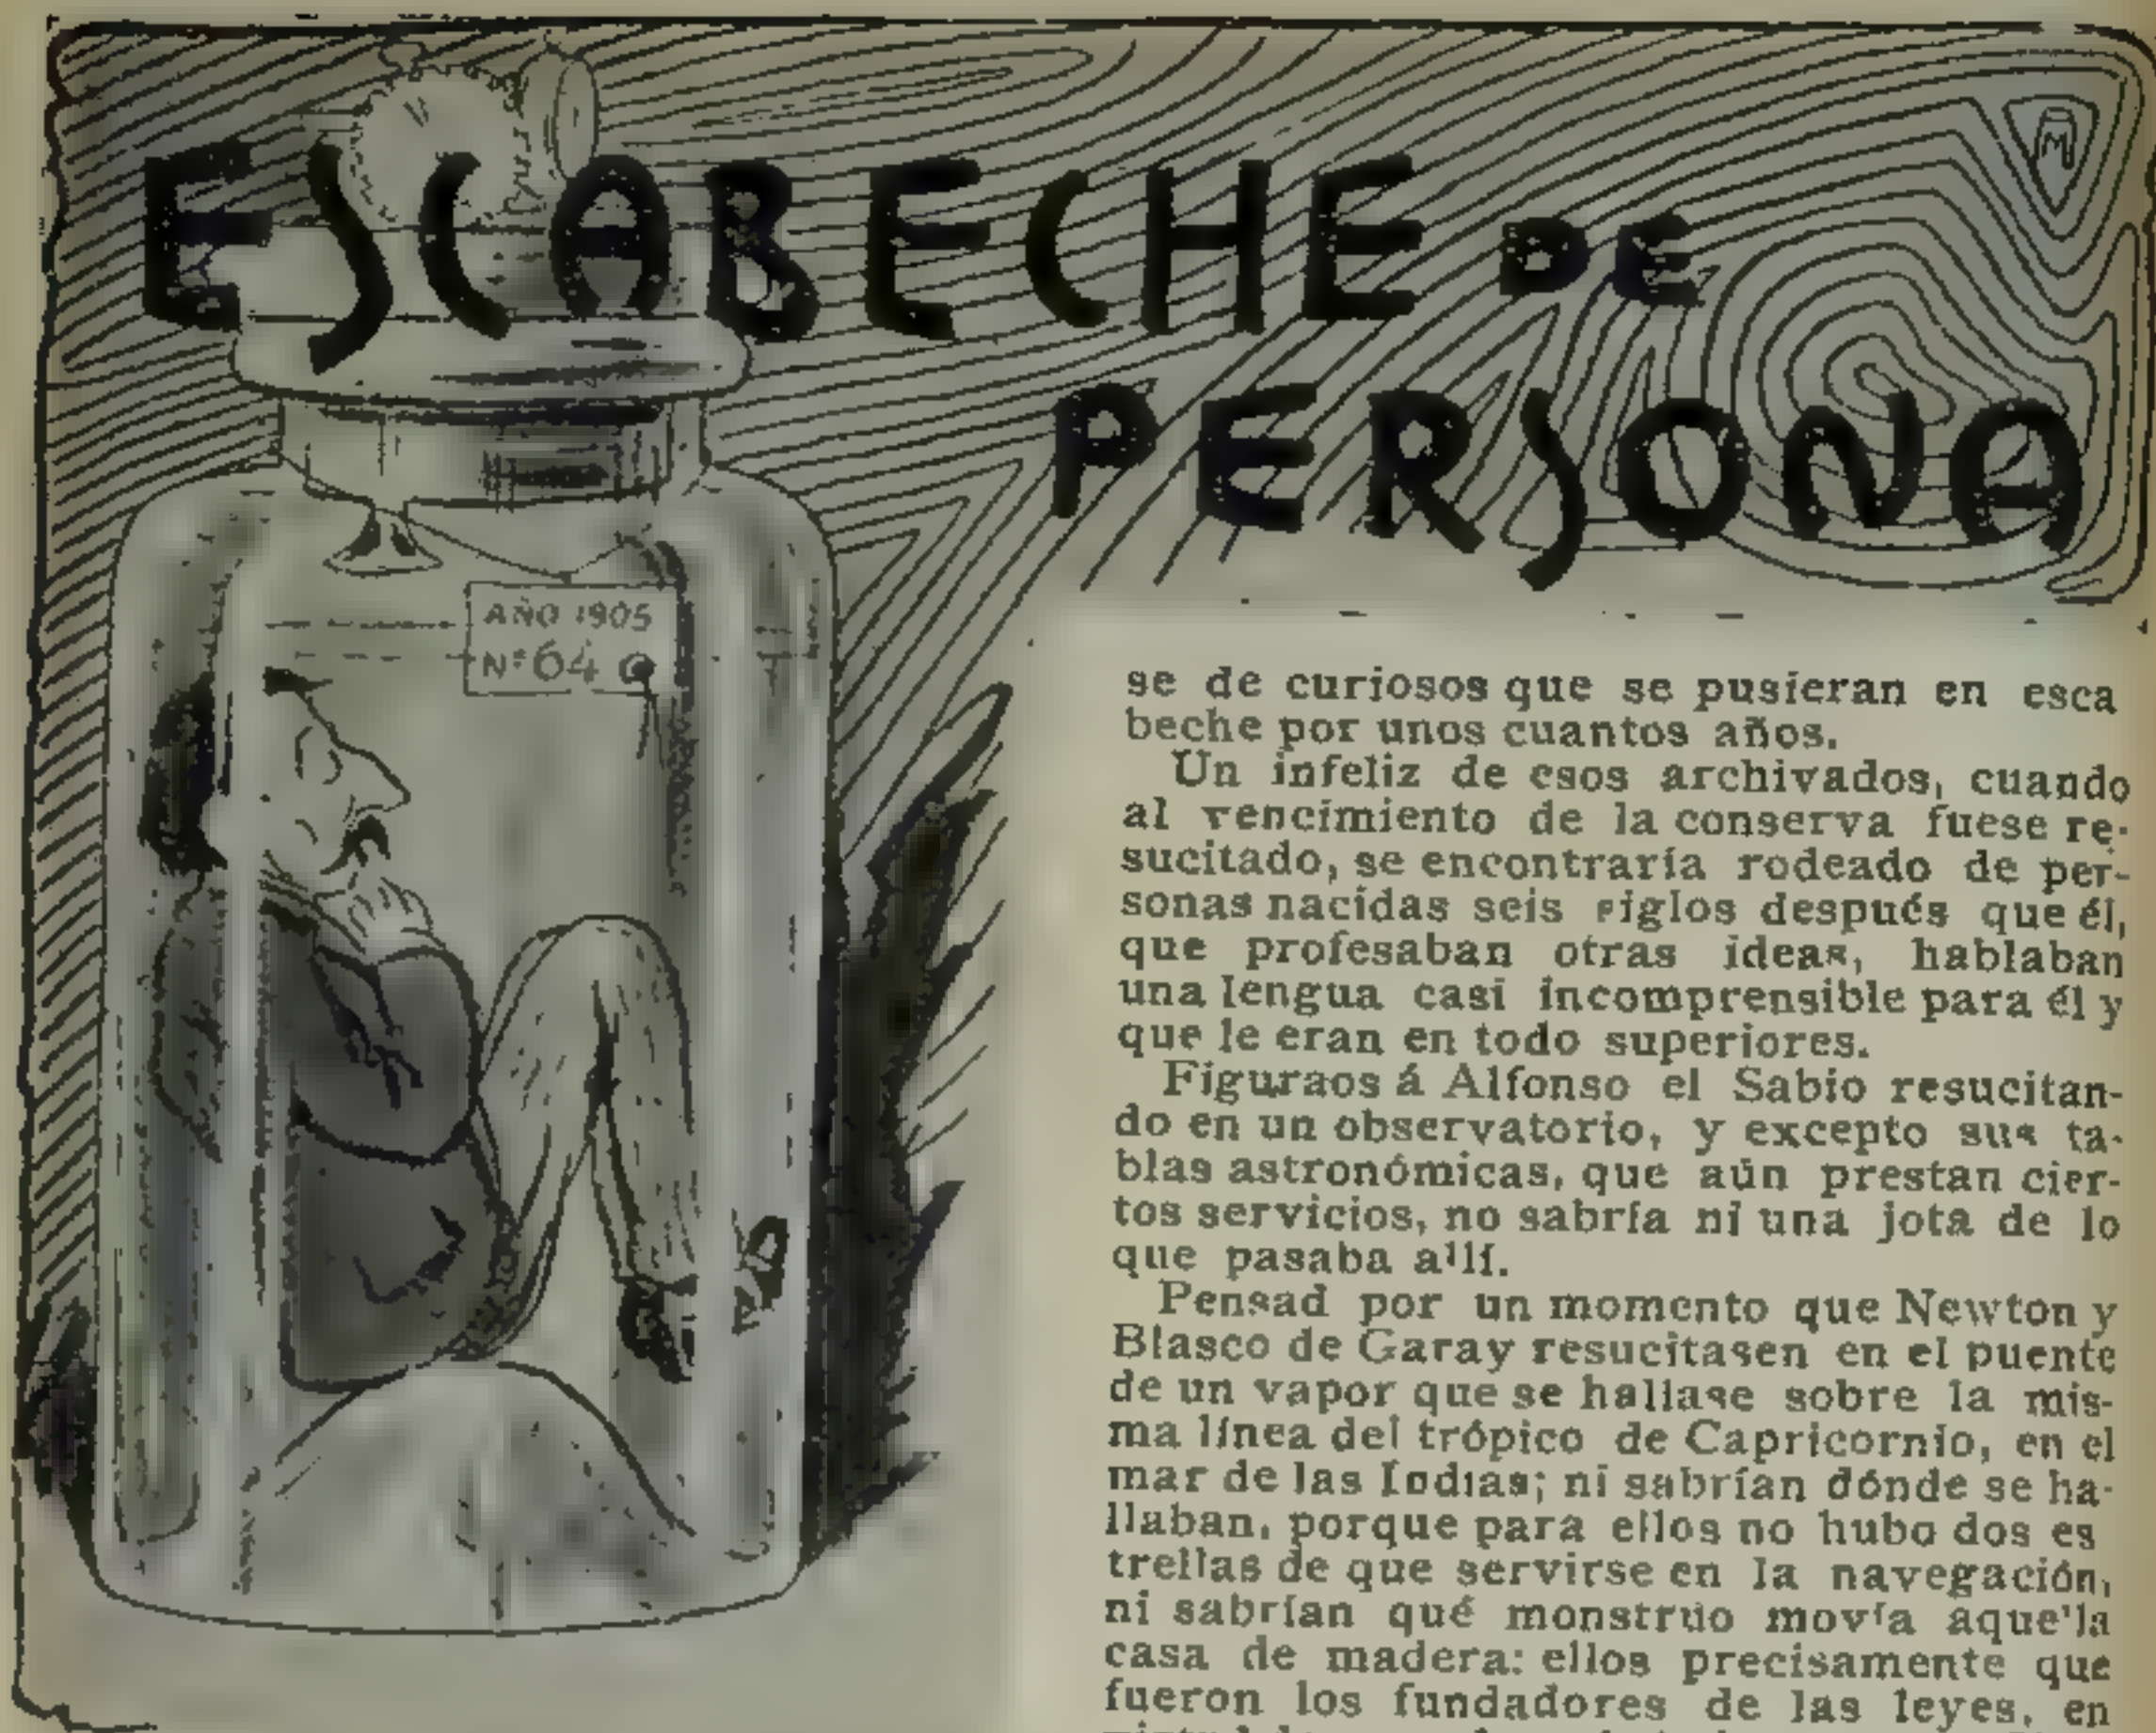 ESCABECHE DE
PERSONA
AÑO 1905
Nº 64
se de curiosos que se pusieran en esca
beche por unos cuantos años.
Un infeliz de esos archivados, cuando
al vencimiento de la conserva fuese re-
sucitado, se encontraría rodeado de per-
sonas nacidas seis siglos después que él,
que profesaban otras ideas, hablaban
una lengua casi incomprensible para él y
que le eran en todo superiores.
Figuraos á Alfonso el Sabio resucitan-
do en un observatorio, y excepto sus ta-
blas astronómicas, que aún prestan cier-
tos servicios, no sabría ni una jota de lo
que pasaba allí.
Pensad por un momento que Newton y
Blasco de Garay resucitasen en el puente
de un vapor que se hallase sobre la mis-
ma línea del trópico de Capricornio, en el
mar de las Indias; ni sabrían dónde se ha-
llaban, porque para ellos no hubo dos es
trellas de que servirse en la navegación,
ni sabrían qué monstruo movía aquella
casa de madera: ellos precisamente que
fueron los fundadores de las leyes, en